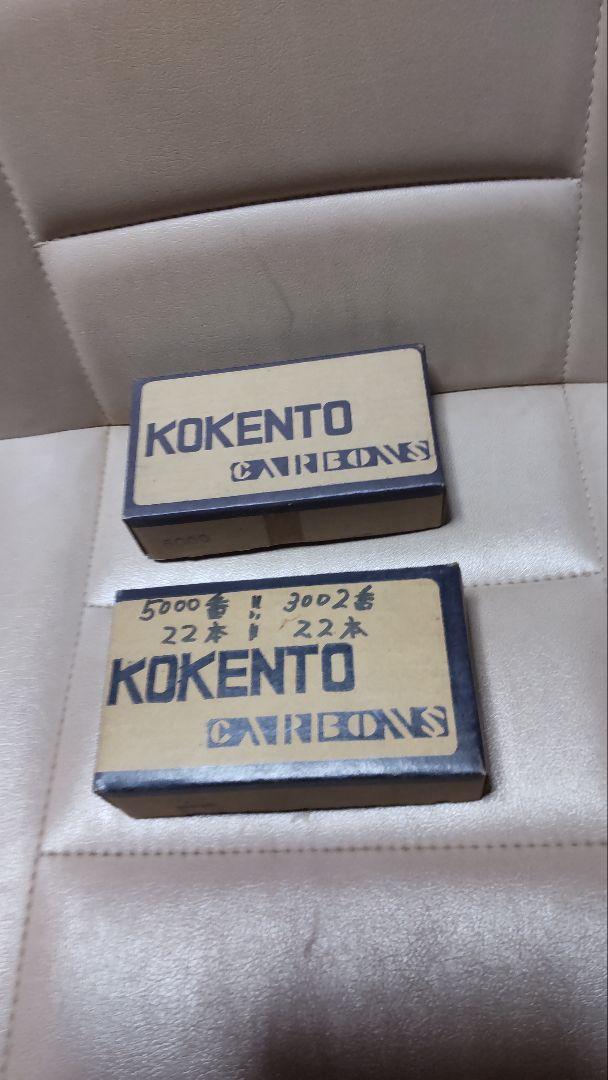 KOKENTO
CARBONS
5000
5000番 〃 3002番
22本 〃 22本
KOKENTO
CARBONS